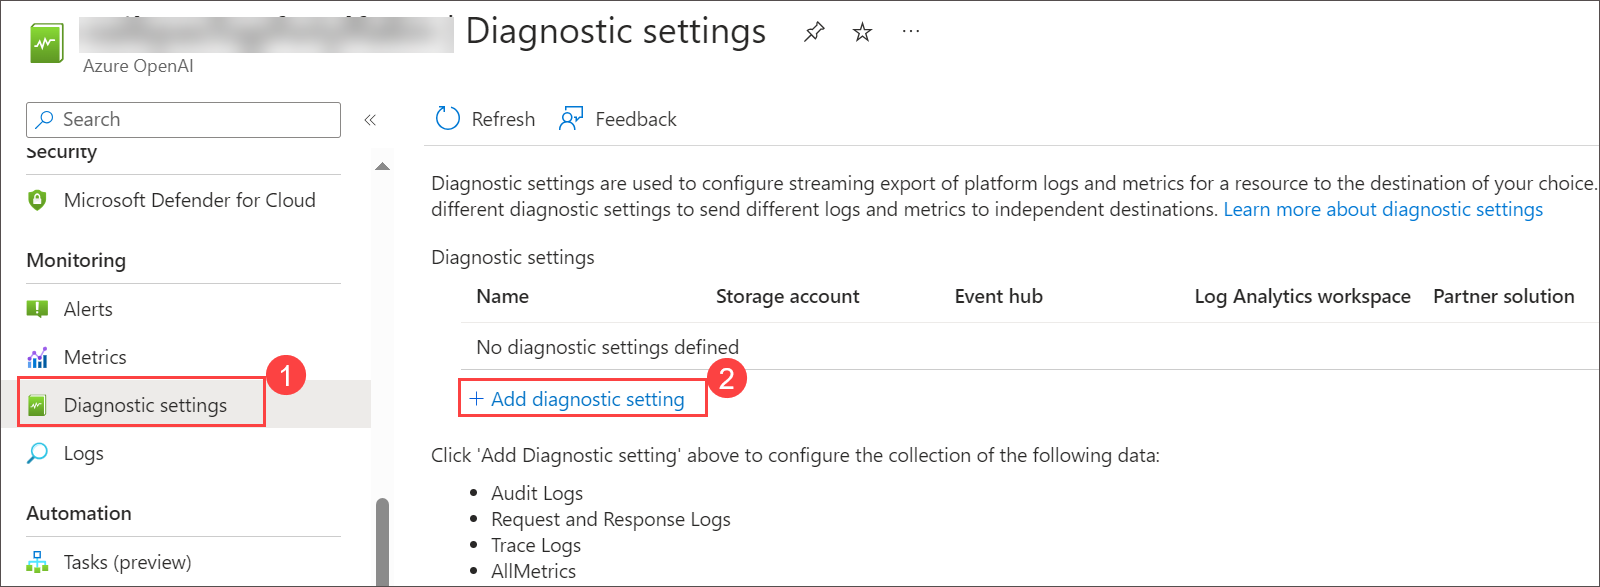 Diagnostic settings
Azure OpenAI
Search
Refresh
Feedback
Security
Microsoft Defender for Cloud
Monitoring
Alerts
Metrics
1
Diagnostic settings
Logs
Automation
Tasks (preview)
Diagnostic settings are used to configure streaming export of platform logs and metrics for a resource to the destination of your choice.
different diagnostic settings to send different logs and metrics to independent destinations. Learn more about diagnostic settings
Diagnostic settings
Name Storage account Event hub Log Analytics workspace Partner solution
No diagnostic settings defined
2
+ Add diagnostic setting
Click 'Add Diagnostic setting' above to configure the collection of the following data:
• Audit Logs
• Request and Response Logs
• Trace Logs
• AllMetrics